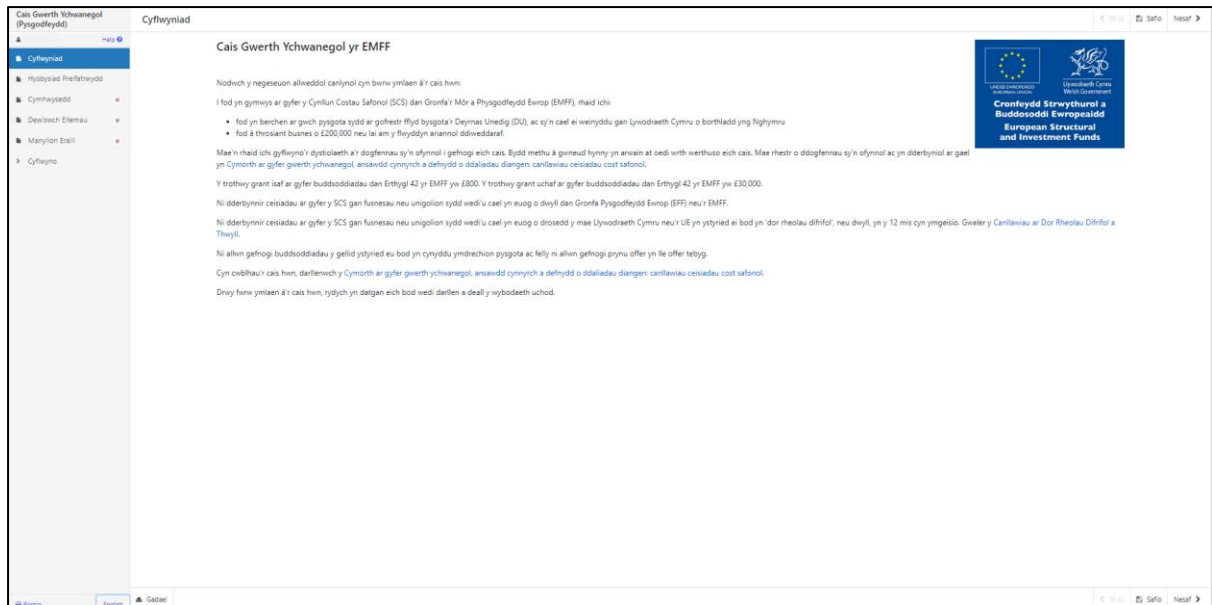 Cais Gwerth Ychwanegol
(Pysgodfeydd)
Cyflwyniad
Safio
Nesaf
Help
Cyflwyniad
Hysbysiad Preifatrwydd
Cymhwysedd
Dewiswch Eitemau
Manylion Eraill
Cyflwyno
Cais Gwerth Ychwanegol yr EMFF
UNDEB EWROPEAIDD
EUROPEAN UNION
Llywodraeth Cymru
Welsh Government
Cronfeydd Strwythurol a
Buddsoddi Ewropeaidd
European Structural
and Investment Funds
Nodwch y negeseuon allweddol canlynol cyn bwrw ymlaen â'r cais hwn:
I fod yn gymwys ar gyfer y Cynllun Costau Safonol (SCS) dan Gronfa'r Môr a Physgodfeydd Ewrop (EMFF), rhaid ichi:
• fod yn berchen ar gwch pysgota sydd ar gofrestr fflyd bysgota'r Deyrnas Unedig (DU), ac sy'n cael ei weinyddu gan Lywodraeth Cymru o borthladd yng Nghymru
• fod â throsiant busnes o £200,000 neu lai am y flwyddyn ariannol ddiweddaraf.
Mae'n rhaid ichi gyflwyno'r dystiolaeth a'r dogfennau sy'n ofynnol i gefnogi eich cais. Bydd methu â gwneud hynny yn arwain at oedi wrth werthuso eich cais. Mae rhestr o ddogfennau sy'n ofynnol ac yn dderbyniol ar gael
yn Cymorth ar gyfer gwerth ychwanegol, ansawdd cynnyrch a defnydd o ddaliadau diangen: canllawiau ceisiadau cost safonol.
Y trothwy grant isaf ar gyfer buddsoddiadau dan Erthygl 42 yr EMFF yw £800. Y trothwy grant uchaf ar gyfer buddsoddiadau dan Erthygl 42 yr EMFF yw £30,000.
Ni dderbynnir ceisiadau ar gyfer y SCS gan fusnesau neu unigolion sydd wedi'u cael yn euog o dwyll dan Gronfa Pysgodfeydd Ewrop (EFF) neu'r EMFF.
Ni dderbynnir ceisiadau ar gyfer y SCS gan fusnesau neu unigolion sydd wedi'u cael yn euog o drosedd y mae Llywodraeth Cymru neu'r UE yn ystyried ei bod yn 'dor rheolau difrifol', neu dwyll, yn y 12 mis cyn ymgeisio. Gweler y Canllawiau ar Dor Rheolau Difrifol a
Thwyll.
Ni allwn gefnogi buddsoddiadau y gellid ystyried eu bod yn cynyddu ymdrechion pysgota ac felly ni allwn gefnogi prynu offer yn lle offer tebyg.
Cyn cwblhau'r cais hwn, darllenwch y Cymorth ar gyfer gwerth ychwanegol, ansawdd cynnyrch a defnydd o ddaliadau diangen: canllawiau ceisiadau cost safonol.
Drwy fwrw ymlaen â'r cais hwn, rydych yn datgan eich bod wedi darllen a deall y wybodaeth uchod.
English
Gadael
Safio
Nesaf